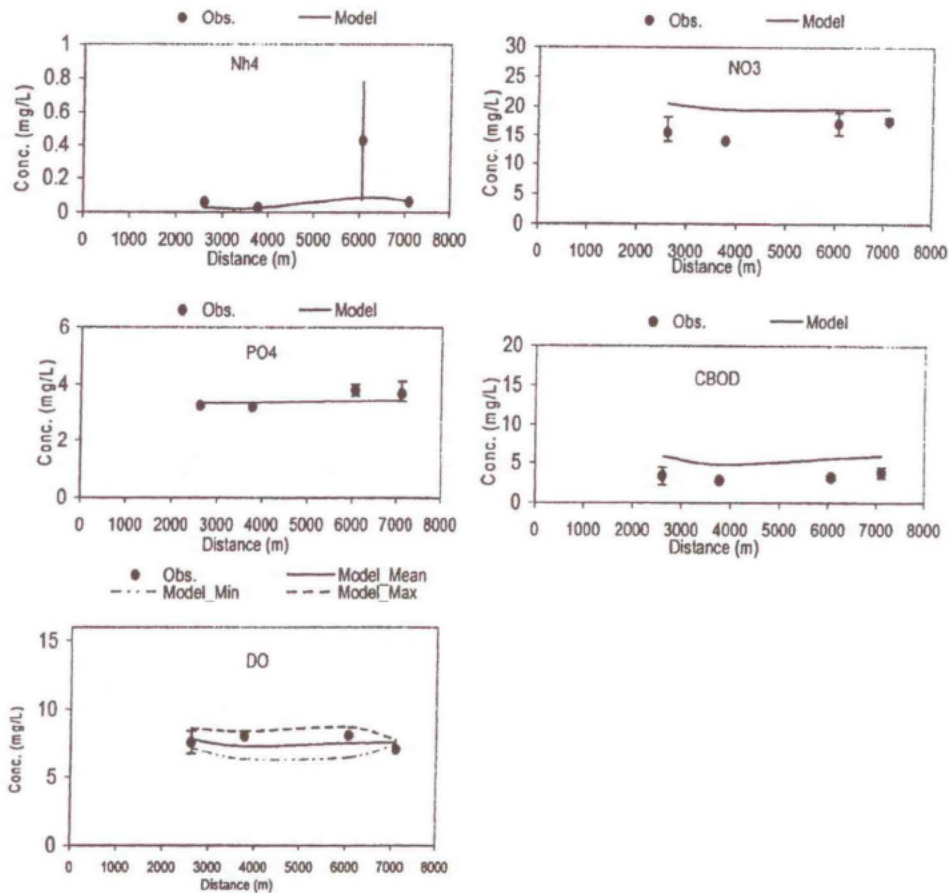 Obs. Model
1
0.8
0.6
0.4
0.2
0
Conc. (mg/L)
Nh4
0 1000 2000 3000 4000 5000 6000 7000 8000
Distance (m)
Obs. Model
30
25
20
15
10
5
0
Conc. (mg/L)
NO3
0 1000 2000 3000 4000 5000 6000 7000 8000
Distance (m)
Obs. Model
6
4
2
0
Conc. (mg/L)
PO4
0 1000 2000 3000 4000 5000 6000 7000 8000
Distance (m)
Obs. Model
20
15
10
5
0
Conc. (mg/L)
CBOD
0 1000 2000 3000 4000 5000 6000 7000 8000
Distance (m)
Obs. Model_Mean
Model_Min Model_Max
15
10
5
0
Conc. (mg/L)
DO
0 1000 2000 3000 4000 5000 6000 7000 8000
Distance (m)